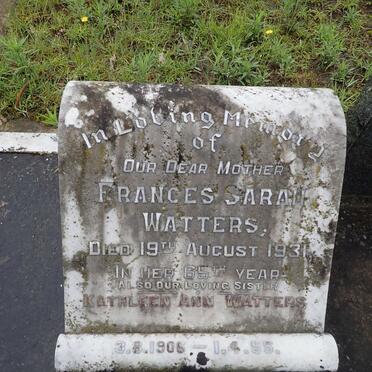 In Loving Memory
of
Our Dear Mother
Frances Sarah
Watters,
Died 19th August 1931
In Her 65th Year
Also Our Loving Sister
Kathleen Ann Watters
3.8.1906 — 1.4.